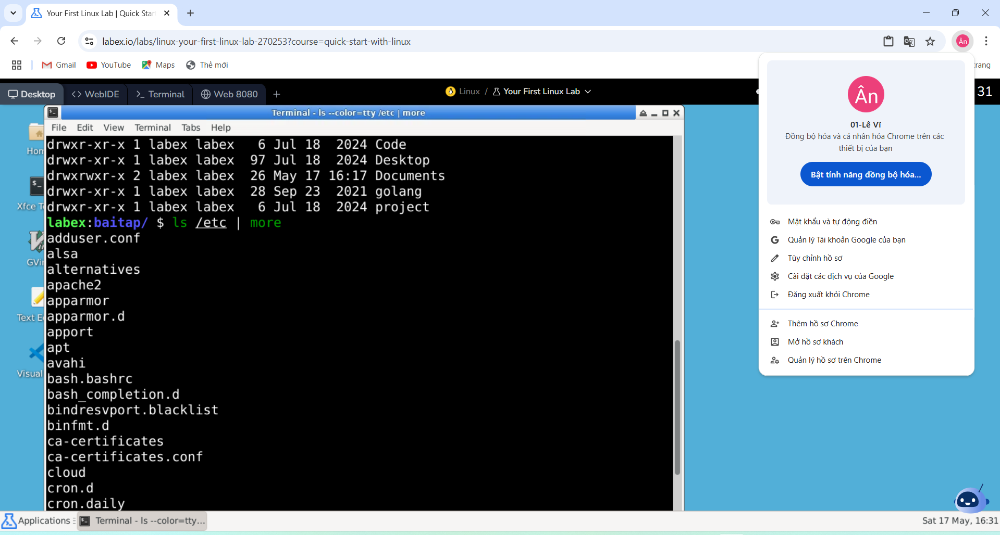 Your First Linux Lab | Quick Star
labex.io/labs/linux-your-first-linux-lab-270253?course=quick-start-with-linux
Ân
Gmail
YouTube
Maps
Thẻ mới
rang
Desktop
WebIDE
Terminal
Web 8080
Linux / Your First Linux Lab
31
Terminal - ls --color=tty /etc | more
File Edit View Terminal Tabs Help
drwxr-xr-x 1 labex labex 6 Jul 18 2024 Code
drwxr-xr-x 1 labex labex 97 Jul 18 2024 Desktop
drwxrwxr-x 2 labex labex 26 May 17 16:17 Documents
drwxr-xr-x 1 labex labex 28 Sep 23 2021 golang
drwxr-xr-x 1 labex labex 6 Jul 18 2024 project
labex:baitap/ $ ls /etc | more
adduser.conf
alsa
alternatives
apache2
apparmor
apparmor.d
apport
apt
avahi
bash.bashrc
bash_completion.d
bindresvport.blacklist
binfmt.d
ca-certificates
ca-certificates.conf
cloud
cron.d
cron.daily
Hom
Xfce Te
GVim
Text E
Visual
Ân
01-Lê Vĩ
Đồng bộ hóa và cá nhân hóa Chrome trên các
thiết bị của bạn
Bật tính năng đồng bộ hóa...
Mật khẩu và tự động điền
Quản lý Tài khoản Google của bạn
Tùy chỉnh hồ sơ
Cài đặt các dịch vụ của Google
Đăng xuất khỏi Chrome
Thêm hồ sơ Chrome
Mở hồ sơ khách
Quản lý hồ sơ trên Chrome
Applications
Terminal - ls --color=tty...
Sat 17 May, 16:31